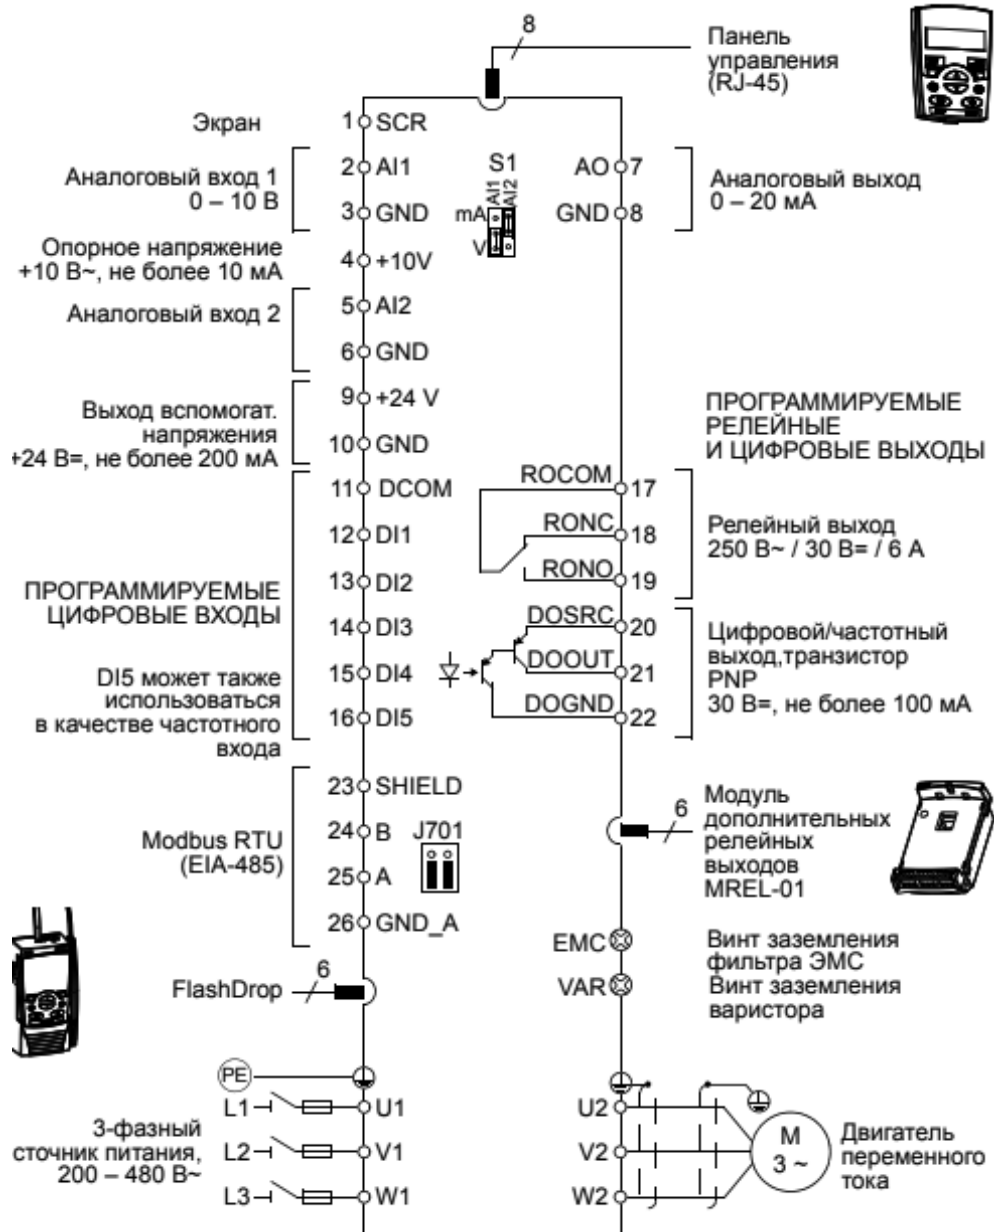 8
Панель
управления
(RJ-45)
Экран
1 SCR
Аналоговый вход 1
0 – 10 В
2 AI1
3 GND
S1
AI1
AI2
mA
V
AO 7
GND 8
Аналоговый выход
0 – 20 мА
Опорное напряжение
+10 В~, не более 10 мА
4 +10V
Аналоговый вход 2
5 AI2
6 GND
Выход вспомогат.
напряжения
+24 В=, не более 200 мА
9 +24 V
10 GND
ПРОГРАММИРУЕМЫЕ
РЕЛЕЙНЫЕ
И ЦИФРОВЫЕ ВЫХОДЫ
11 DCOM
12 DI1
13 DI2
14 DI3
15 DI4
16 DI5
ПРОГРАММИРУЕМЫЕ
ЦИФРОВЫЕ ВХОДЫ
DI5 может также
использоваться
в качестве частотного
входа
ROCOM 17
RONC 18
RONO 19
Релейный выход
250 В~ / 30 В= / 6 А
DOSRC 20
DOOUT 21
DOGND 22
Цифровой/частотный
выход,транзистор
PNP
30 В=, не более 100 мА
23 SHIELD
24 B
25 A
26 GND_A
J701
Modbus RTU
(EIA-485)
6
Модуль
дополнительных
релейных
выходов
MREL-01
FlashDrop
6
EMC
Винт заземления
фильтра ЭМС
VAR
Винт заземления
варистора
PE
3-фазный
сточник питания,
200 – 480 В~
L1 U1
L2 V1
L3 W1
U2
V2
W2
M
3 ~
Двигатель
переменного
тока